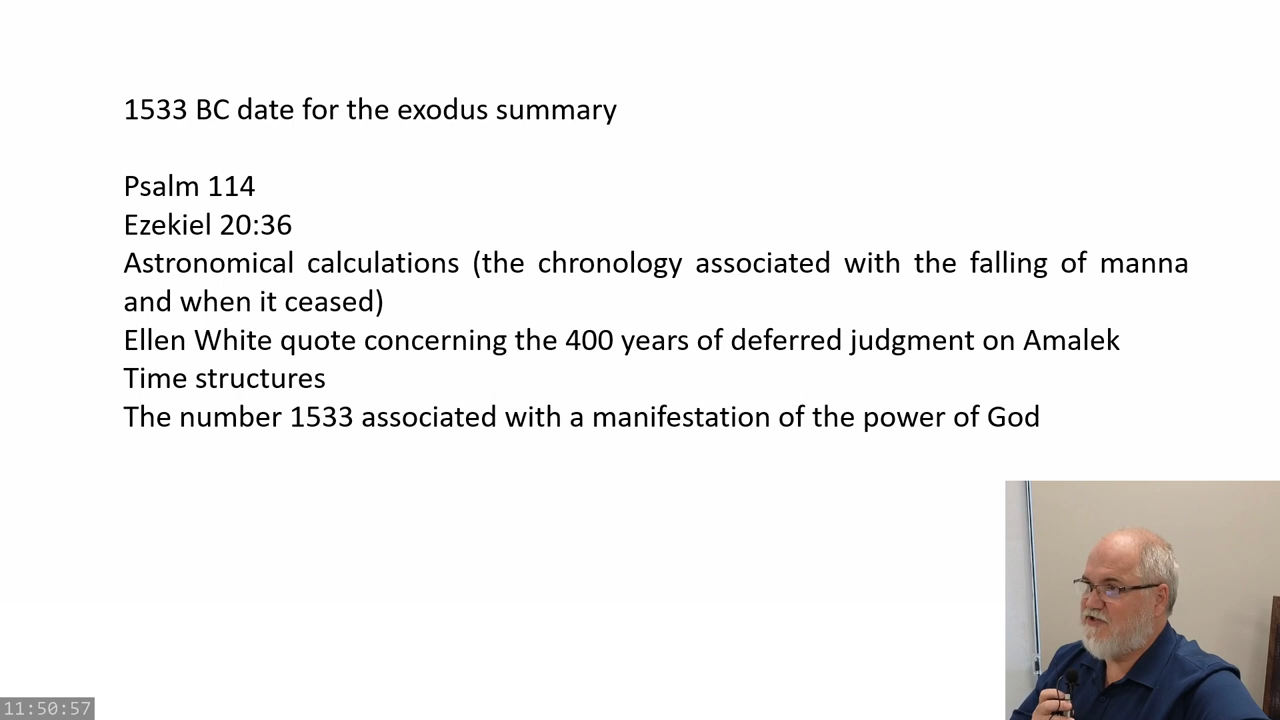 1533 BC date for the exodus summary
Psalm 114
Ezekiel 20:36
Astronomical calculations (the chronology associated with the falling of manna
and when it ceased)
Ellen White quote concerning the 400 years of deferred judgment on Amalek
Time structures
The number 1533 associated with a manifestation of the power of God
11:50:57